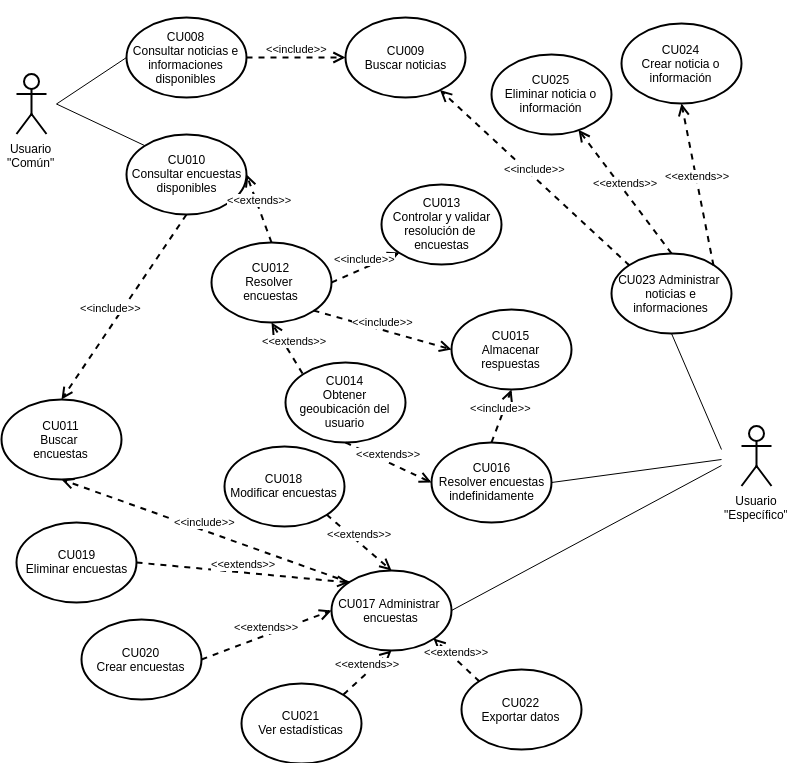 CU008
Consultar noticias e
informaciones
disponibles
<<include>>
CU009
Buscar noticias
CU025
Eliminar noticia o
información
CU024
Crear noticia o
información
Usuario
"Común"
CU010
Consultar encuestas
disponibles
<<extends>>
<<include>>
<<extends>>
<<extends>>
CU013
Controlar y validar
resolución de
encuestas
CU012
Resolver
encuestas
<<include>>
CU023 Administrar
noticias e
informaciones
<<include>>
<<include>>
<<extends>>
CU015
Almacenar
respuestas
CU014
Obtener
geoubicación del
usuario
<<include>>
CU011
Buscar
encuestas
<<extends>>
CU016
Resolver encuestas
indefinidamente
CU018
Modificar encuestas
Usuario
"Específico"
<<include>>
<<extends>>
CU019
Eliminar encuestas
<<extends>>
CU017 Administrar
encuestas
<<extends>>
CU020
Crear encuestas
<<extends>>
<<extends>>
CU021
Ver estadísticas
CU022
Exportar datos